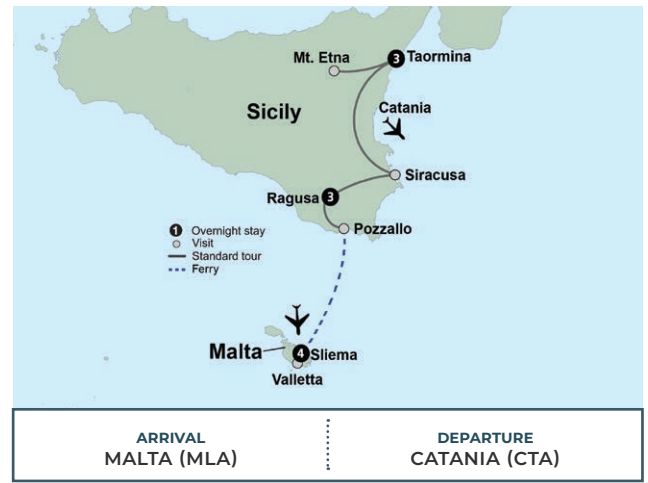 Mt. Etna
3
Taormina
Catania
Sicily
Siracusa
Ragusa
3
Pozzallo
1 Overnight stay
Visit
Standard tour
Ferry
Malta
4
Sliema
Valletta
ARRIVAL
MALTA (MLA)
DEPARTURE
CATANIA (CTA)